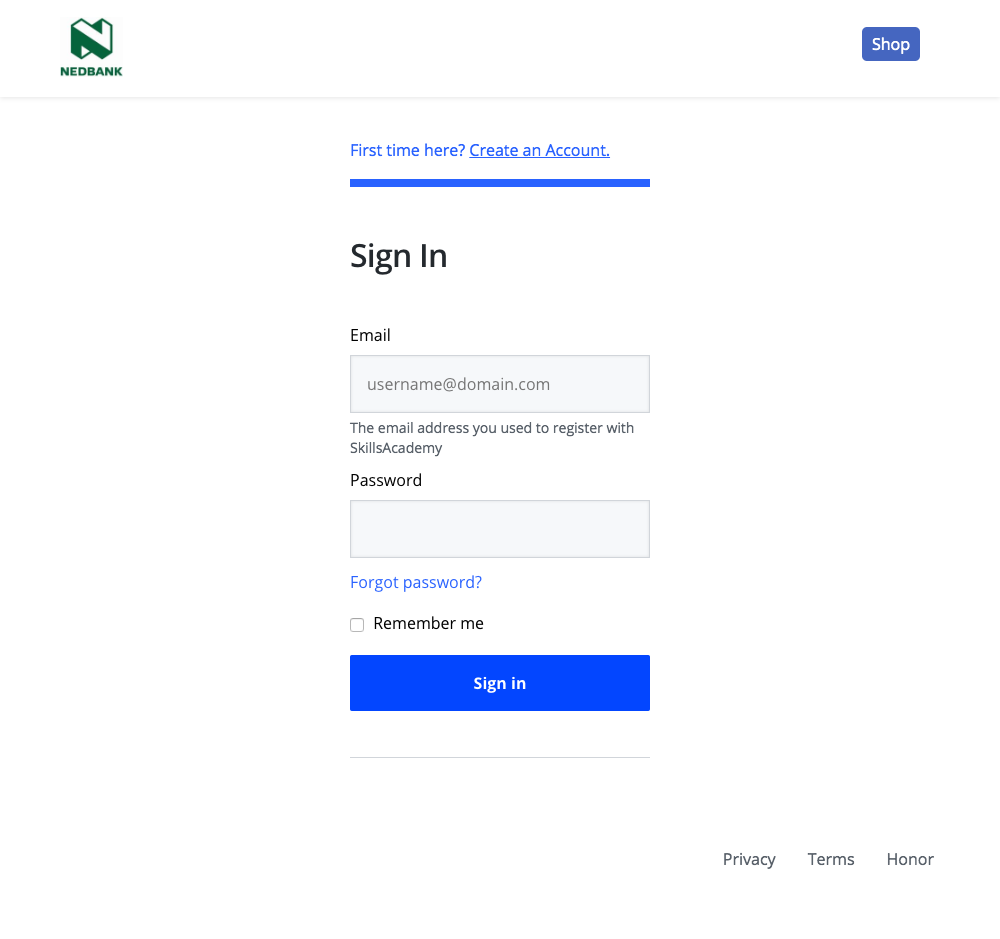 NEDBANK
Shop
First time here? Create an Account.
Sign In
Email
username@domain.com
The email address you used to register with
SkillsAcademy
Password
Forgot password?
Remember me
Sign in
Privacy Terms Honor